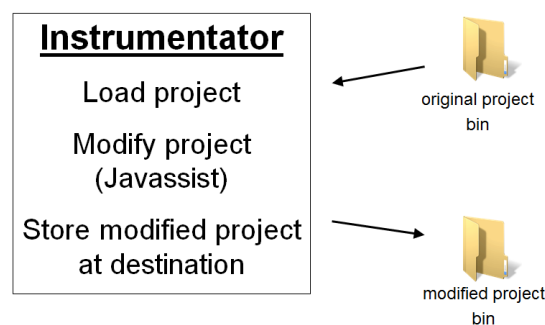 Instrumentator
Load project
Modify project
(Javassist)
Store modified project
at destination
original project
bin
modified project
bin